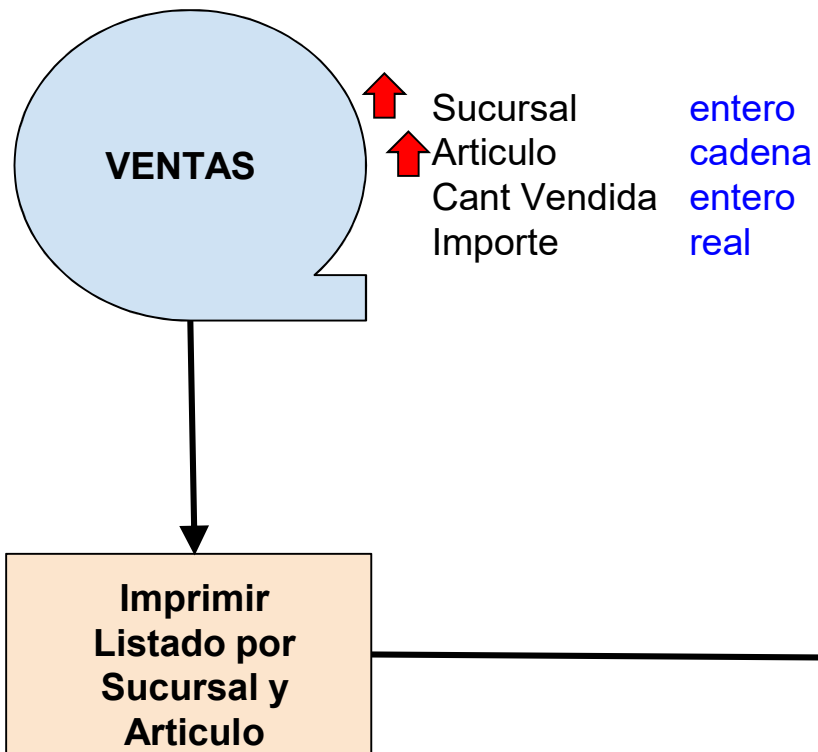 VENTAS
Sucursal entero
Articulo cadena
Cant Vendida entero
Importe real
Imprimir
Listado por
Sucursal y
Articulo